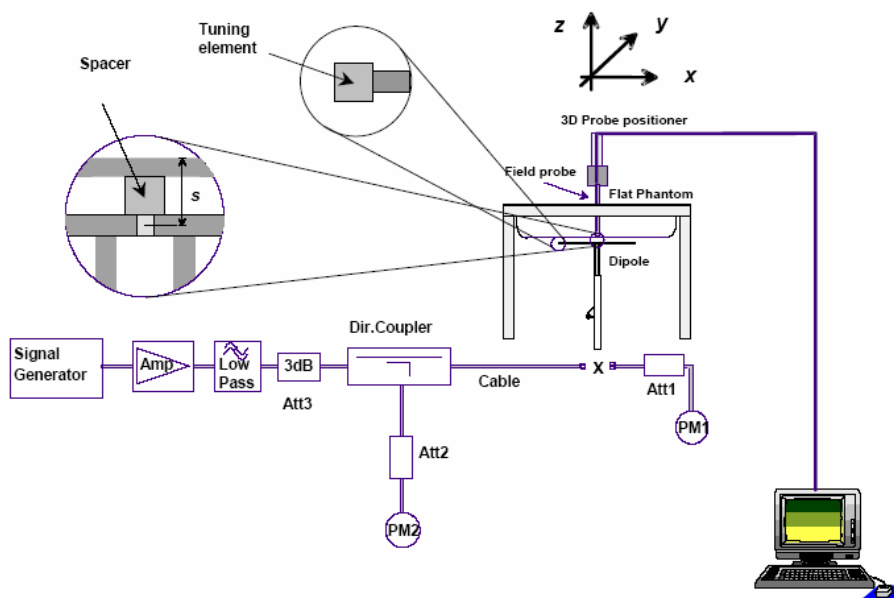 Tuning
element
Spacer
s
z
y
x
3D Probe positioner
Field probe
Flat Phantom
Dipole
Dir.Coupler
Signal
Generator
Amp
Low
Pass
3dB
Att3
Cable
X
Att1
PM1
Att2
PM2